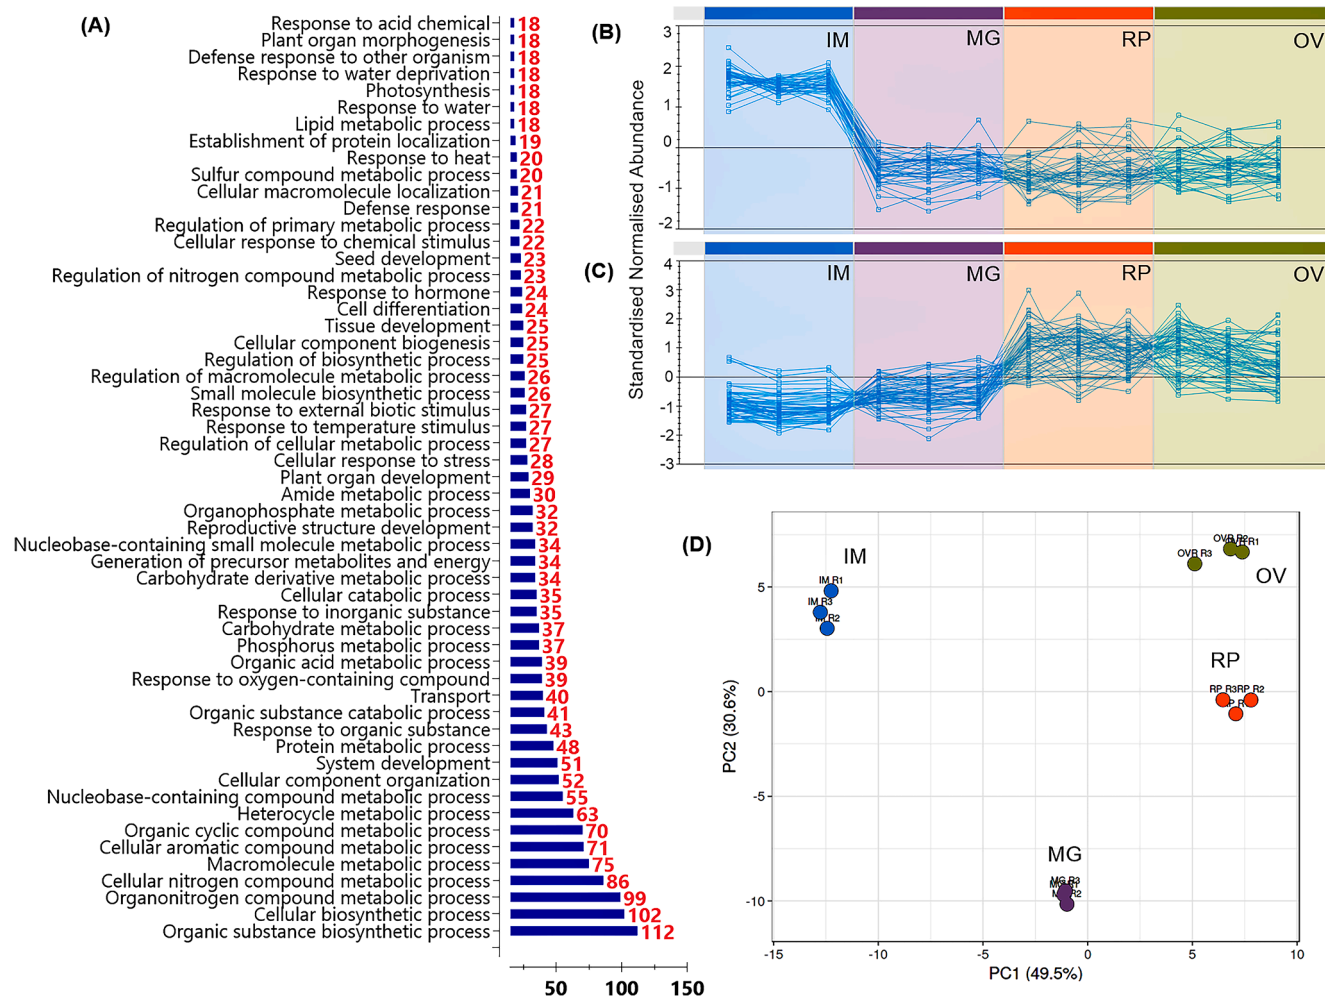 (A)
Response to acid chemical 18
Plant organ morphogenesis 18
Defense response to other organism 18
Response to water deprivation 18
Photosynthesis 18
Response to water 18
Lipid metabolic process 18
Establishment of protein localization 19
Response to heat 20
Sulfur compound metabolic process 20
Cellular macromolecule localization 21
Defense response 21
Regulation of primary metabolic process 22
Cellular response to chemical stimulus 22
Seed development 23
Regulation of nitrogen compound metabolic process 23
Response to hormone 24
Cell differentiation 24
Tissue development 25
Cellular component biogenesis 25
Regulation of biosynthetic process 25
Regulation of macromolecule metabolic process 26
Small molecule biosynthetic process 26
Response to external biotic stimulus 27
Response to temperature stimulus 27
Regulation of cellular metabolic process 27
Cellular response to stress 28
Plant organ development 29
Amide metabolic process 30
Organophosphate metabolic process 32
Reproductive structure development 32
Nucleobase-containing small molecule metabolic process 34
Generation of precursor metabolites and energy 34
Carbohydrate derivative metabolic process 34
Cellular catabolic process 35
Response to inorganic substance 35
Carbohydrate metabolic process 37
Phosphorus metabolic process 37
Organic acid metabolic process 39
Response to oxygen-containing compound 39
Transport 40
Organic substance catabolic process 41
Response to organic substance 43
Protein metabolic process 48
System development 51
Cellular component organization 52
Nucleobase-containing compound metabolic process 55
Heterocycle metabolic process 63
Organic cyclic compound metabolic process 70
Cellular aromatic compound metabolic process 71
Macromolecule metabolic process 75
Cellular nitrogen compound metabolic process 86
Organonitrogen compound metabolic process 99
Cellular biosynthetic process 102
Organic substance biosynthetic process 112
50 100 150
(B)
Standardised Normalised Abundance
IM MG RP OV
3
2
1
0
-1
-2
(C)
IM MG RP OV
4
3
2
1
0
-1
-2
-3
(D)
IM
IM R1
IM R3
OVR R2
OVR R3
OV
RP
RP R3 RP R2
MG
MG R3
PC2 (30.6%)
5
0
-5
-10
-15 -10 -5 0 5 10
PC1 (49.5%)